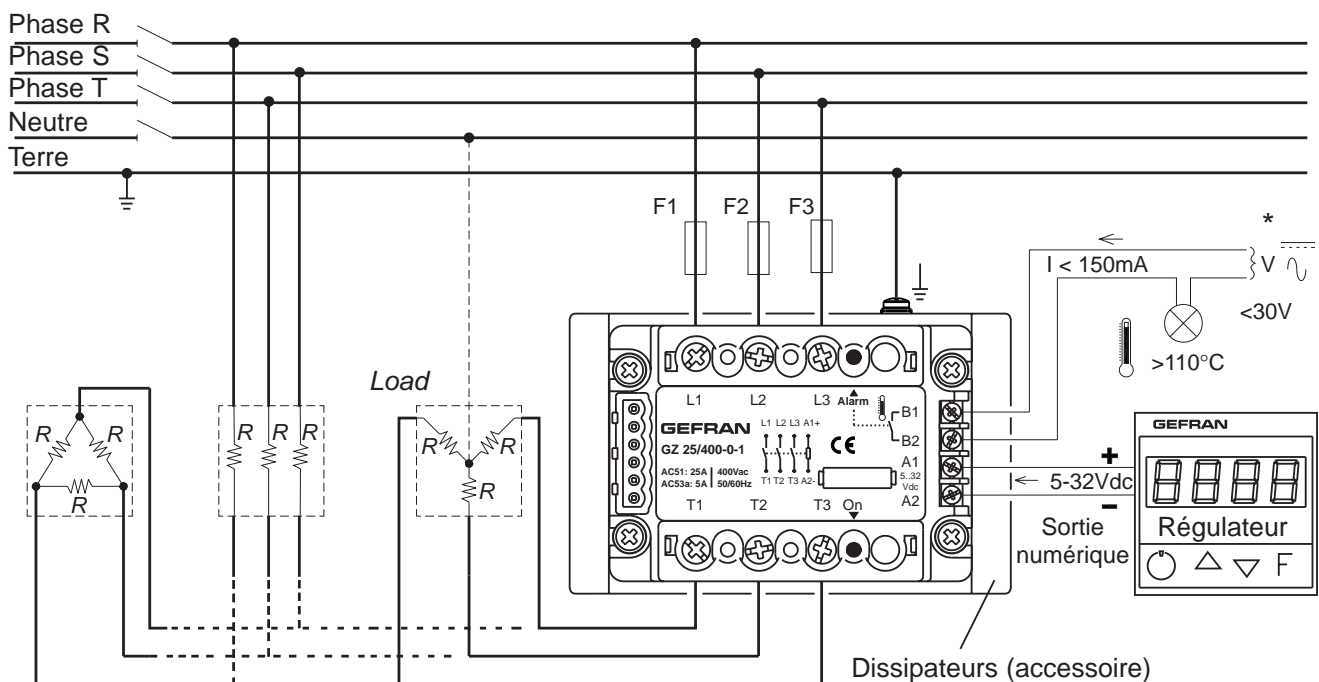 Phase R
Phase S
Phase T
Neutre
Terre
F1 F2 F3
*
I < 150mA
V
<30V
>110°C
Load
R R R
R R R
R R R
L1 L2 L3 Alarm B1
B2
GEFRAN
GZ 25/400-0-1
AC51: 25A 400Vac
AC53a: 5A 50/60Hz
L1 L2 L3 A1+
T1 T2 T3 A2-
CE
A1
5..32
Vdc
A2
T1 T2 T3 On
+
5-32Vdc
-
Sortie
numérique
GEFRAN
8888
Régulateur
F
Dissipateurs (accessoire)